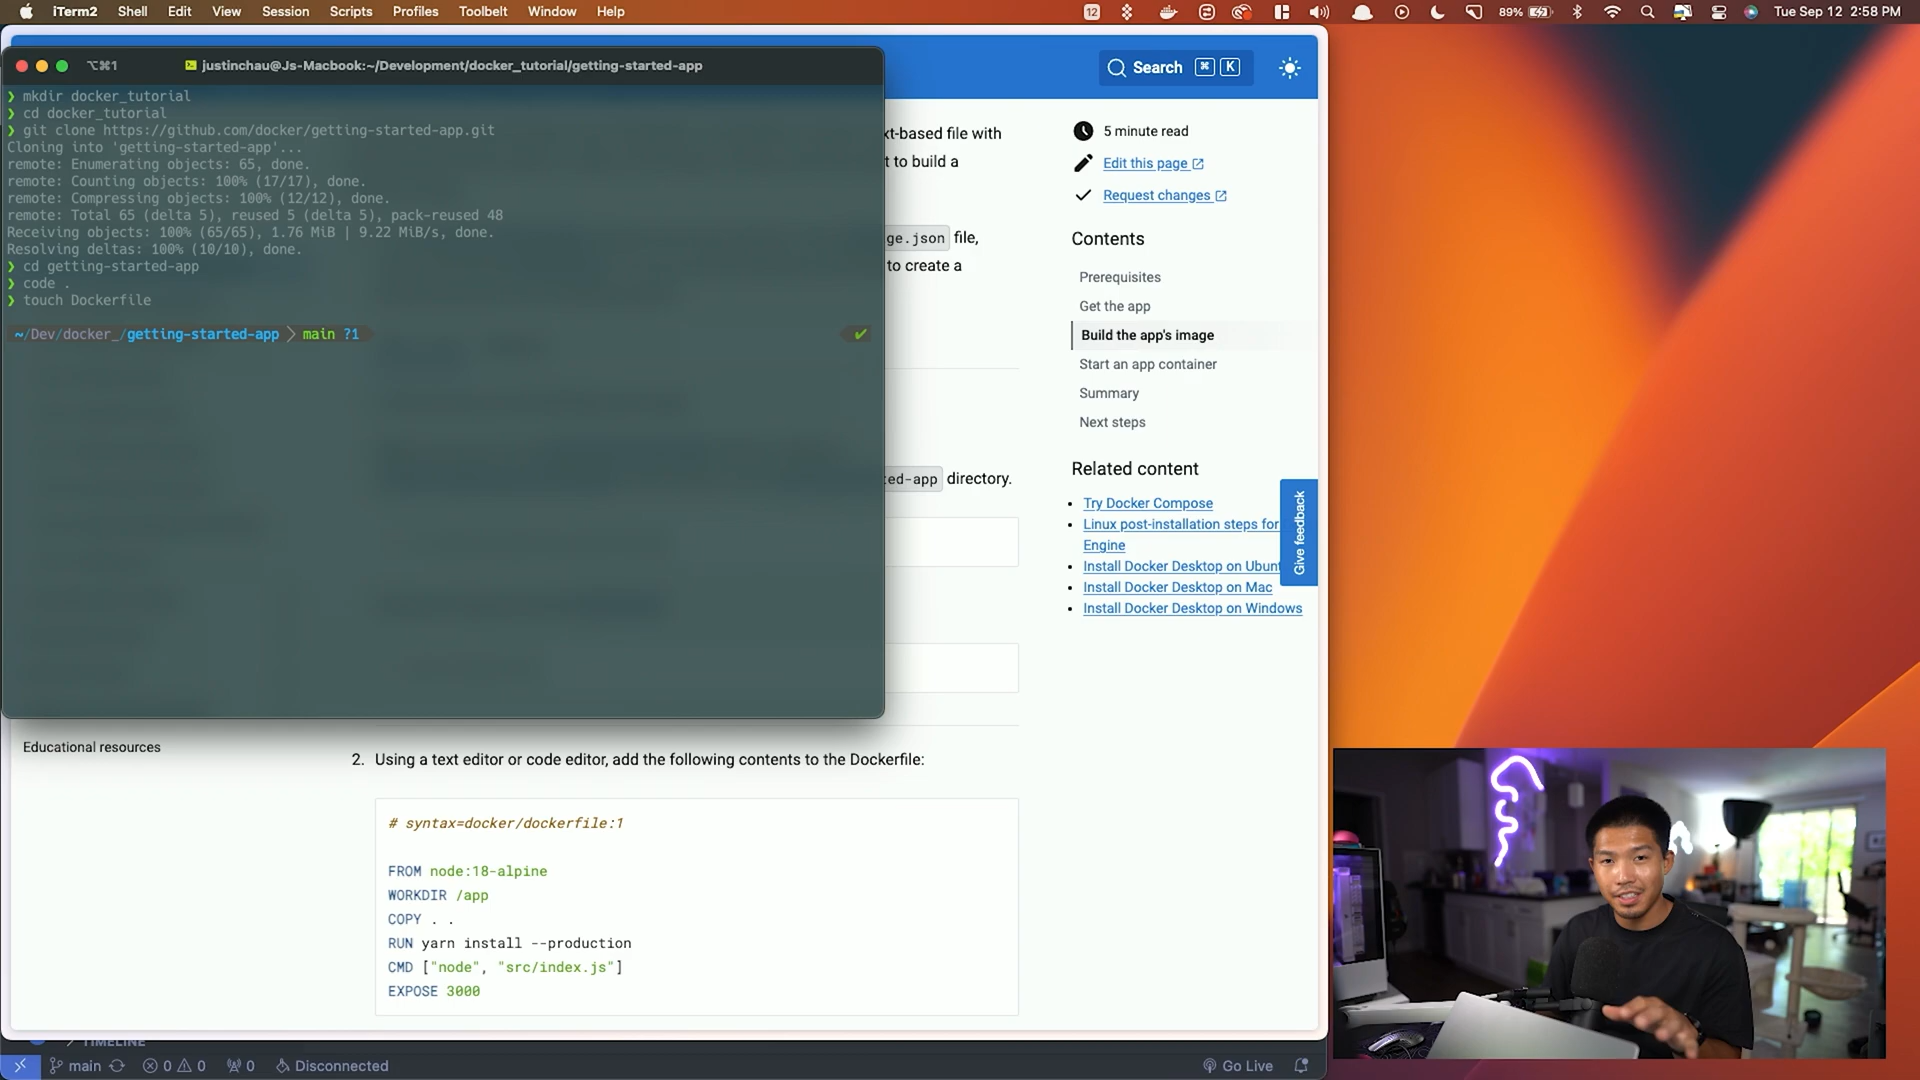 iTerm2 Shell Edit View Session Scripts Profiles Toolbelt Window Help
12 89% Tue Sep 12 2:58 PM
⌥⌘1 justinchau@Js-Macbook:~/Development/docker_tutorial/getting-started-app
❯ mkdir docker_tutorial
❯ cd docker_tutorial
❯ git clone https://github.com/docker/getting-started-app.git
Cloning into 'getting-started-app'...
remote: Enumerating objects: 65, done.
remote: Counting objects: 100% (17/17), done.
remote: Compressing objects: 100% (12/12), done.
remote: Total 65 (delta 5), reused 5 (delta 5), pack-reused 48
Receiving objects: 100% (65/65), 1.76 MiB | 9.22 MiB/s, done.
Resolving deltas: 100% (10/10), done.
❯ cd getting-started-app
❯ code .
❯ touch Dockerfile
~/Dev/docker_/getting-started-app main ?1 ✔
Search ⌘ K
xt-based file with
t to build a
ge.json file,
to create a
ted-app directory.
5 minute read
Edit this page
Request changes
Contents
Prerequisites
Get the app
Build the app's image
Start an app container
Summary
Next steps
Related content
• Try Docker Compose
• Linux post-installation steps for
Engine
• Install Docker Desktop on Ubun
• Install Docker Desktop on Mac
• Install Docker Desktop on Windows
Give feedback
Educational resources
2. Using a text editor or code editor, add the following contents to the Dockerfile:
# syntax=docker/dockerfile:1
FROM node:18-alpine
WORKDIR /app
COPY . .
RUN yarn install --production
CMD ["node", "src/index.js"]
EXPOSE 3000
TIMELINE
main 0 0 0 Disconnected Go Live